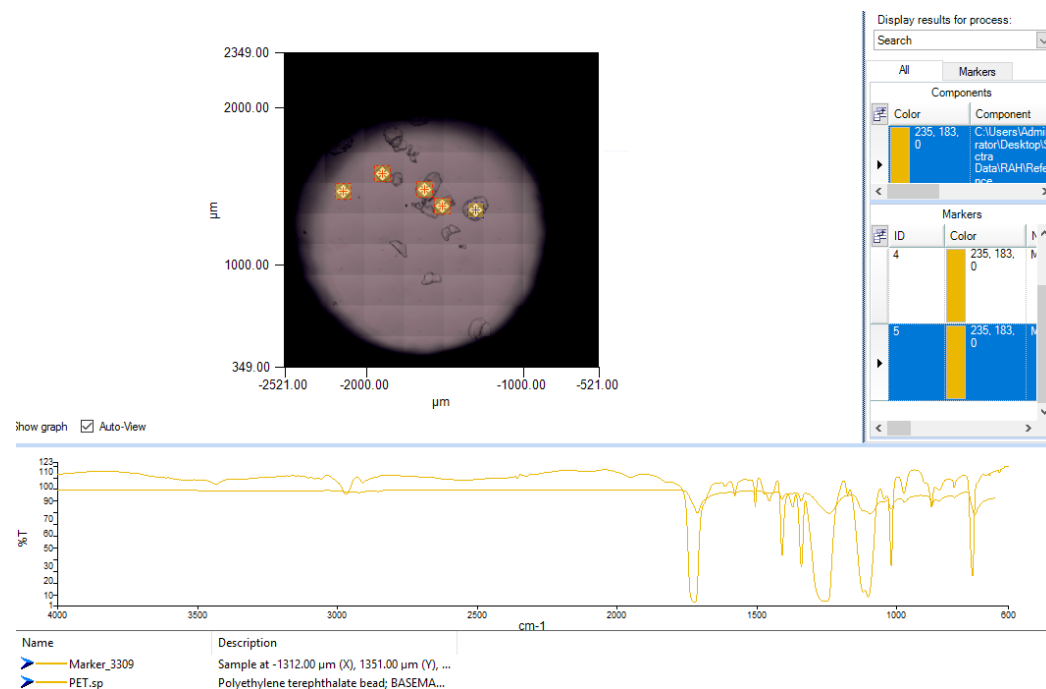 Display results for process:
Search
All Markers
Components
Color Component
235, 183, 0
C:\Users\Admi
rator\Desktop\S
ctra
Data\RAH\Refe
nce
Markers
ID Color
4 235, 183, 0 M
5 235, 183, 0 M
2349.00
2000.00
µm
1000.00
349.00
-2521.00 -2000.00 -1000.00 -521.00
µm
Show graph Auto-View
123
110
100
90
70
60
50
30
20
10
1
%T
4000 3500 3000 2500 2000 1500 1000 600
cm-1
Name Description
Marker_3309 Sample at -1312.00 µm (X), 1351.00 µm (Y), ...
PET.sp Polyethylene terephthalate bead; BASEMA...